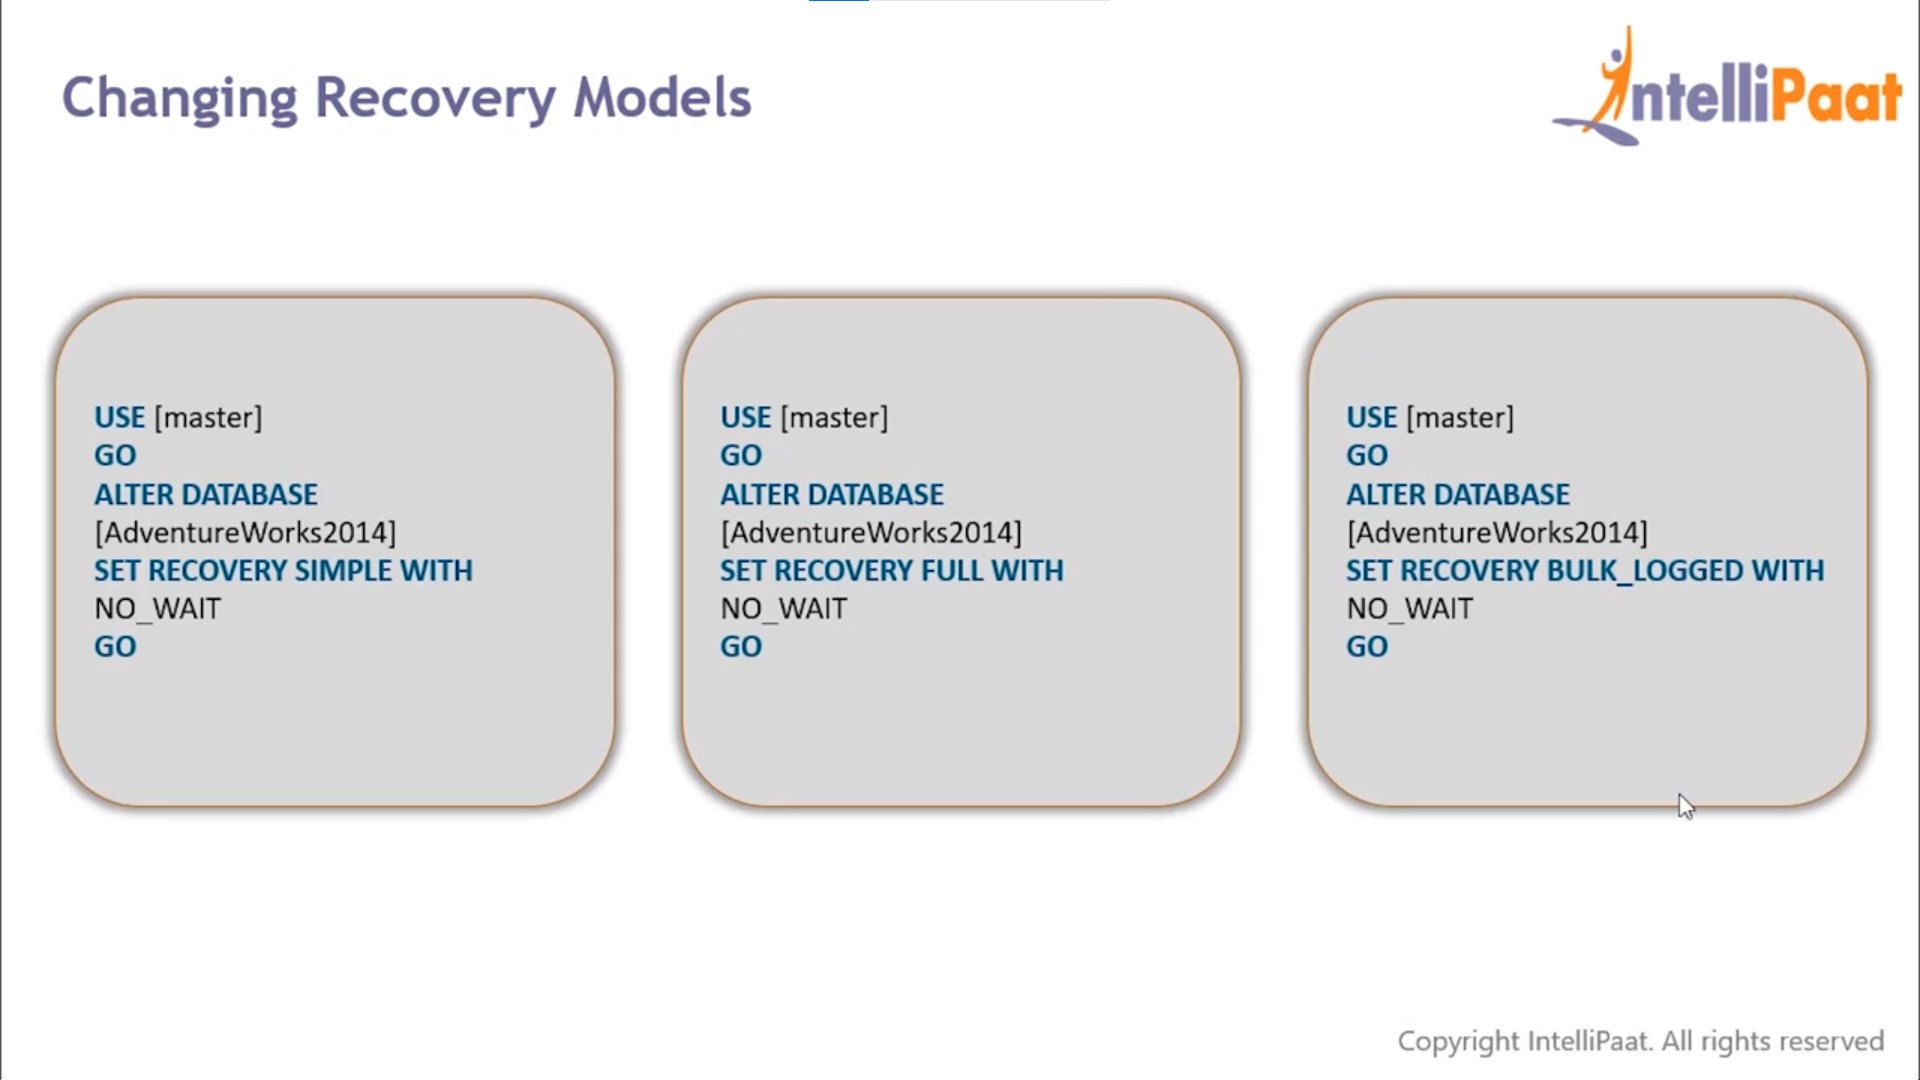 Changing Recovery Models
IntelliPaat
USE [master]
GO
ALTER DATABASE
[AdventureWorks2014]
SET RECOVERY SIMPLE WITH
NO_WAIT
GO
USE [master]
GO
ALTER DATABASE
[AdventureWorks2014]
SET RECOVERY FULL WITH
NO_WAIT
GO
USE [master]
GO
ALTER DATABASE
[AdventureWorks2014]
SET RECOVERY BULK_LOGGED WITH
NO_WAIT
GO
Copyright IntelliPaat. All rights reserved